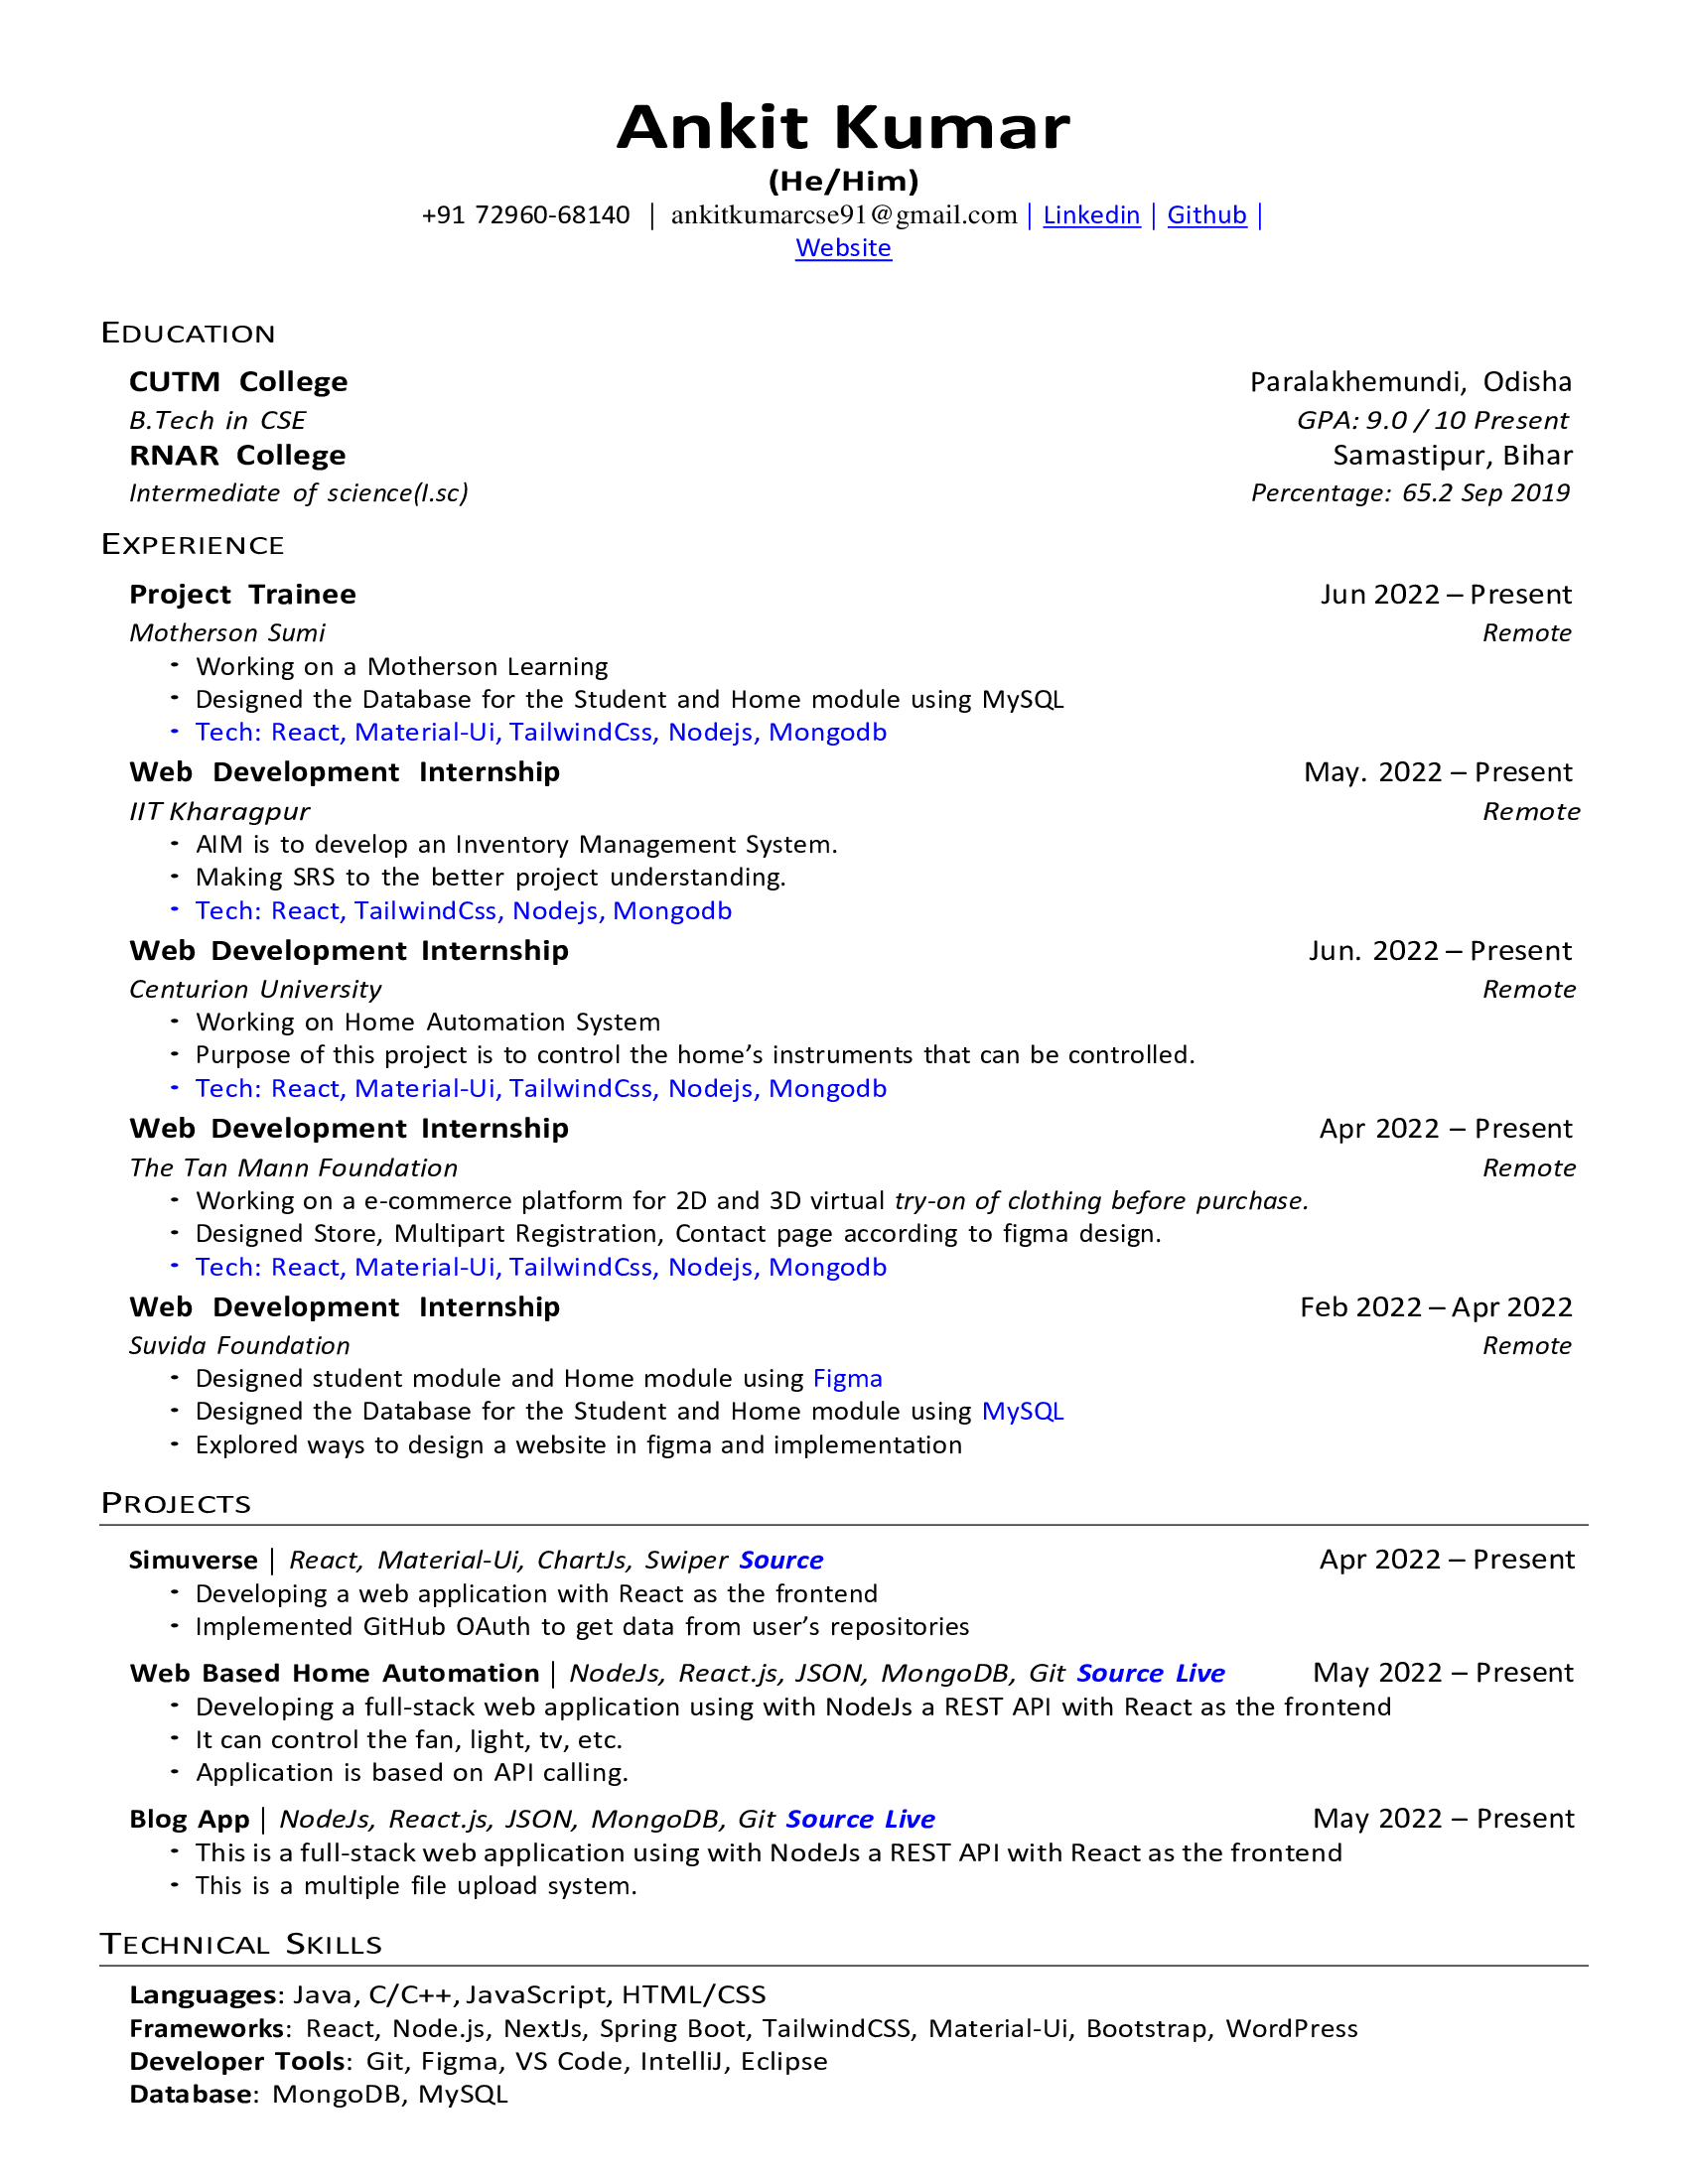 Ankit Kumar
(He/Him)
+91 72960-68140 | ankitkumarcse91@gmail.com | Linkedin | Github |
Website
EDUCATION
CUTM College Paralakhemundi, Odisha
B.Tech in CSE GPA: 9.0 / 10 Present
RNAR College Samastipur, Bihar
Intermediate of science(I.sc) Percentage: 65.2 Sep 2019
EXPERIENCE
Project Trainee Jun 2022 – Present
Motherson Sumi Remote
• Working on a Motherson Learning
• Designed the Database for the Student and Home module using MySQL
• Tech: React, Material-Ui, TailwindCss, Nodejs, Mongodb
Web Development Internship May. 2022 – Present
IIT Kharagpur Remote
• AIM is to develop an Inventory Management System.
• Making SRS to the better project understanding.
• Tech: React, TailwindCss, Nodejs, Mongodb
Web Development Internship Jun. 2022 – Present
Centurion University Remote
• Working on Home Automation System
• Purpose of this project is to control the home’s instruments that can be controlled.
• Tech: React, Material-Ui, TailwindCss, Nodejs, Mongodb
Web Development Internship Apr 2022 – Present
The Tan Mann Foundation Remote
• Working on a e-commerce platform for 2D and 3D virtual try-on of clothing before purchase.
• Designed Store, Multipart Registration, Contact page according to figma design.
• Tech: React, Material-Ui, TailwindCss, Nodejs, Mongodb
Web Development Internship Feb 2022 – Apr 2022
Suvida Foundation Remote
• Designed student module and Home module using Figma
• Designed the Database for the Student and Home module using MySQL
• Explored ways to design a website in figma and implementation
PROJECTS
Simuverse | React, Material-Ui, ChartJs, Swiper Source Apr 2022 – Present
• Developing a web application with React as the frontend
• Implemented GitHub OAuth to get data from user’s repositories
Web Based Home Automation | NodeJs, React.js, JSON, MongoDB, Git Source Live May 2022 – Present
• Developing a full-stack web application using with NodeJs a REST API with React as the frontend
• It can control the fan, light, tv, etc.
• Application is based on API calling.
Blog App | NodeJs, React.js, JSON, MongoDB, Git Source Live May 2022 – Present
• This is a full-stack web application using with NodeJs a REST API with React as the frontend
• This is a multiple file upload system.
TECHNICAL SKILLS
Languages: Java, C/C++, JavaScript, HTML/CSS
Frameworks: React, Node.js, NextJs, Spring Boot, TailwindCSS, Material-Ui, Bootstrap, WordPress
Developer Tools: Git, Figma, VS Code, IntelliJ, Eclipse
Database: MongoDB, MySQL